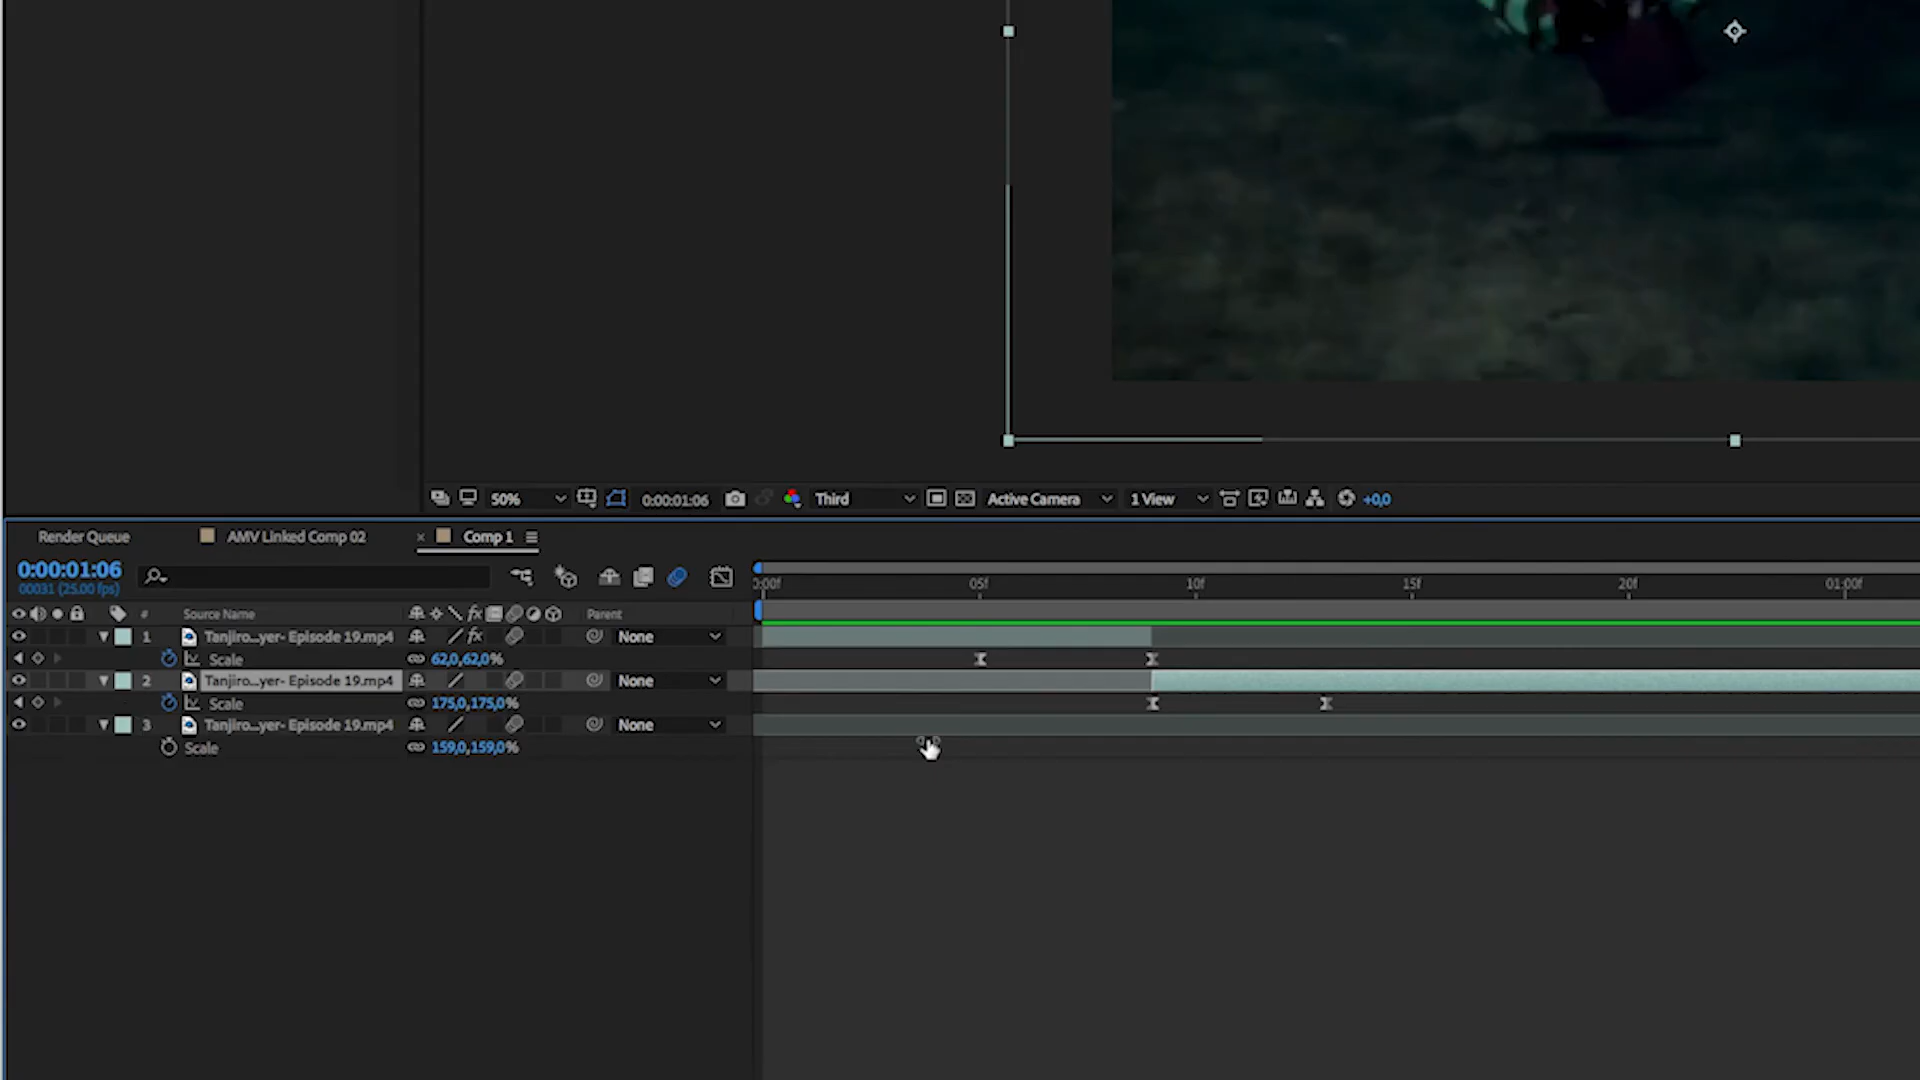 50% 0:00:01:06 Third Active Camera 1 View +0,0
Render Queue AMV Linked Comp 02 × Comp 1
0:00:01:06
00031 (25.00 fps)
0:00f 05f 10f 15f 20f 01:00f
# Source Name fx Parent
1 Tanjiro...yer- Episode 19.mp4 fx None
Scale 62,0,62,0%
2 Tanjiro...yer- Episode 19.mp4 None
Scale 175,0,175,0%
3 Tanjiro...yer- Episode 19.mp4 None
Scale 159,0,159,0%